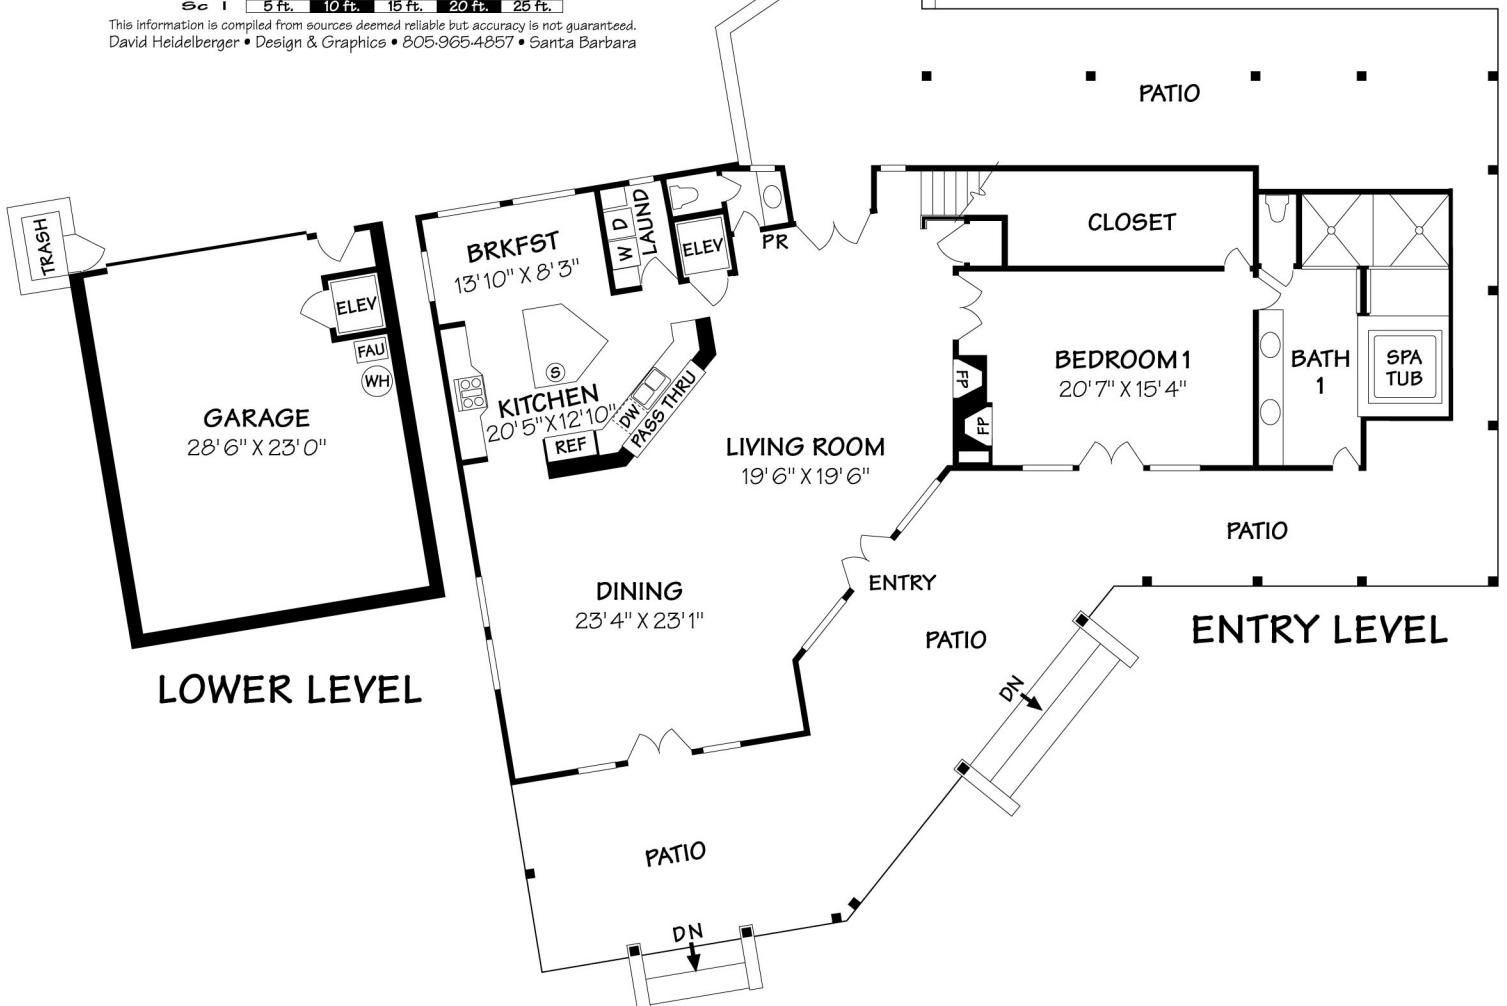 5 ft. 10 ft. 15 ft. 20 ft. 25 ft.
This information is compiled from sources deemed reliable but accuracy is not guaranteed.
David Heidelberger • Design & Graphics • 805•965•4857 • Santa Barbara
PATIO
TRASH
ELEV
FAU
WH
GARAGE
28'6" X 23'0"
LOWER LEVEL
BRKFST
13'10" X 8'3"
W D
LAUND
ELEV
PR
S
KITCHEN
20'5" X 12'10"
REF
DW
PASS THRU
LIVING ROOM
19'6" X 19'6"
DINING
23'4" X 23'1"
CLOSET
FP
FP
BEDROOM 1
20'7" X 15'4"
BATH
1
SPA
TUB
PATIO
ENTRY
PATIO
ENTRY LEVEL
DN
PATIO
DN